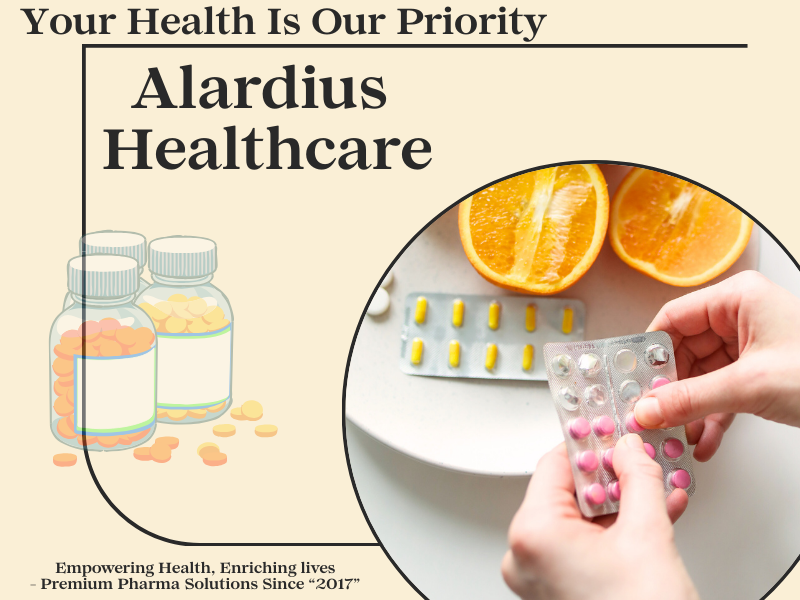 Your Health Is Our Priority
Alardius
Healthcare
Empowering Health, Enriching lives
- Premium Pharma Solutions Since “2017”